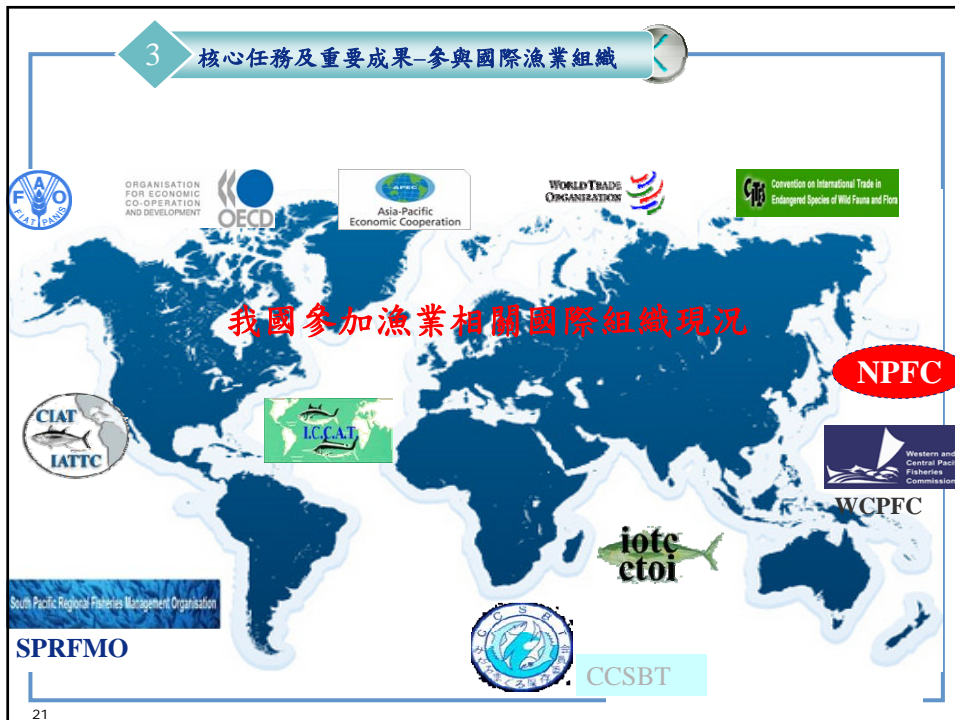 3
核心任務及重要成果–參與國際漁業組織
FAO
FIAT PANIS
ORGANISATION
FOR ECONOMIC
CO-OPERATION
AND DEVELOPMENT
OECD
APEC
Asia-Pacific
Economic Cooperation
WORLD TRADE
ORGANIZATION
CITES
Convention on International Trade in
Endangered Species of Wild Fauna and Flora
我國參加漁業相關國際組織現況
NPFC
CIAT
IATTC
I.C.C.A.T
Western and
Central Pacif
Fisheries
Commission
WCPFC
iotc
ctoi
South Pacific Regional Fisheries Management Organisation
SPRFMO
CCSBT
CCSBT
21